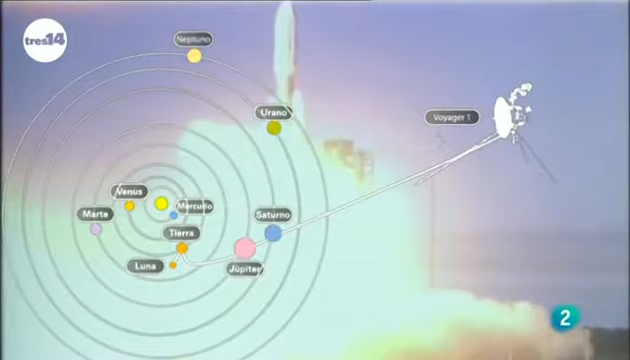 tres14
Neptuno
Urano
Voyager 1
Venus
Mercurio
Marte
Saturno
Tierra
Luna
Júpiter
2